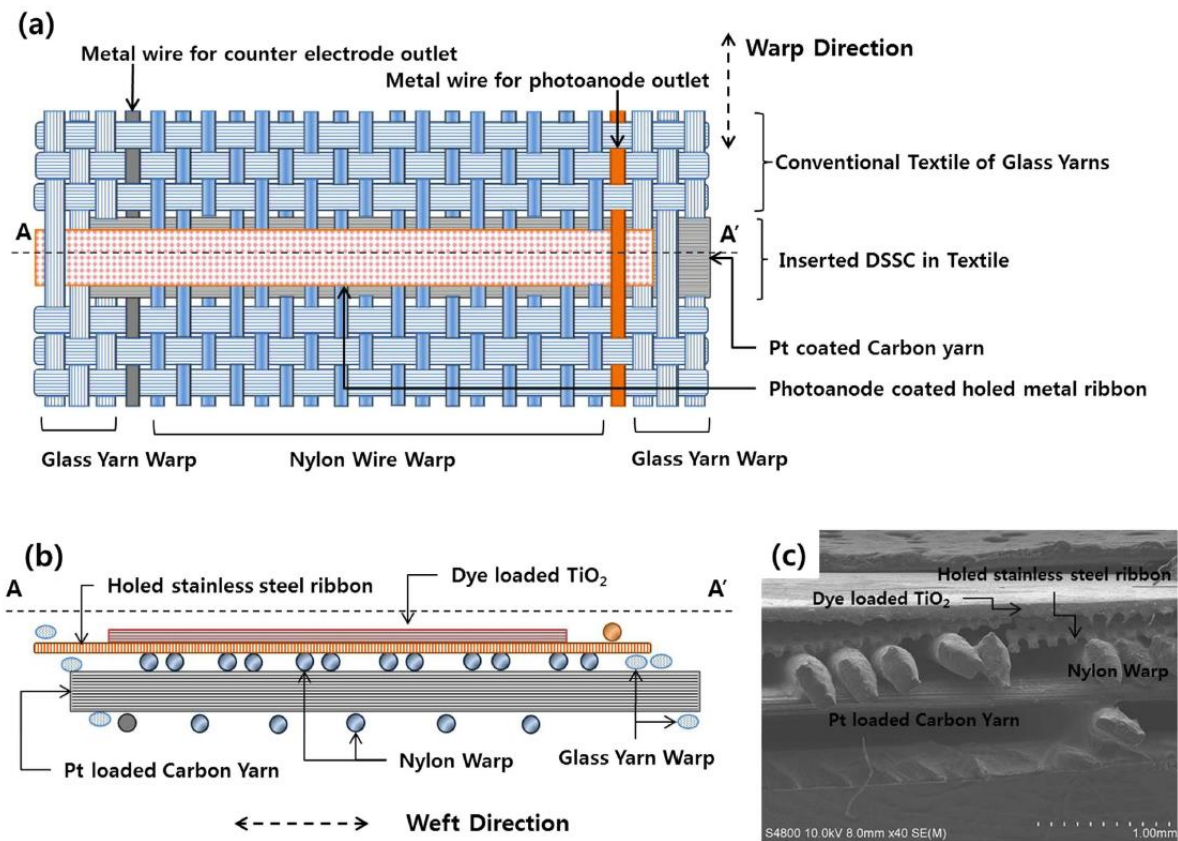 (a)
Metal wire for counter electrode outlet
Metal wire for photoanode outlet
Warp Direction
Conventional Textile of Glass Yarns
A
A'
Inserted DSSC in Textile
Pt coated Carbon yarn
Photoanode coated holed metal ribbon
Glass Yarn Warp
Nylon Wire Warp
Glass Yarn Warp
(b)
A
Holed stainless steel ribbon
Dye loaded TiO₂
A'
Pt loaded Carbon Yarn
Nylon Warp
Glass Yarn Warp
Weft Direction
(c)
Holed stainless steel ribbon
Dye loaded TiO₂
Nylon Warp
Pt loaded Carbon Yarn
S4800 10.0kV 8.0mm x40 SE(M)
1.00mm